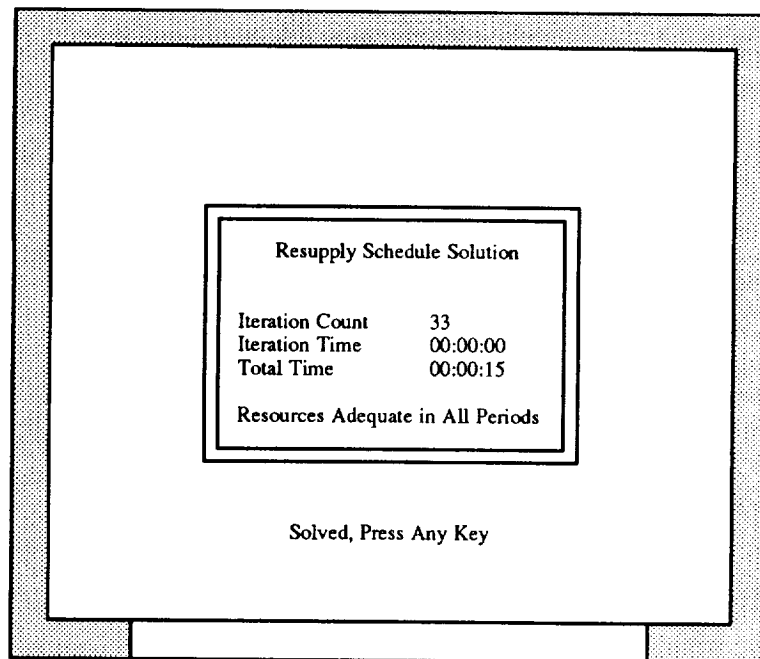 Resupply Schedule Solution
Iteration Count 33
Iteration Time 00:00:00
Total Time 00:00:15
Resources Adequate in All Periods
Solved, Press Any Key